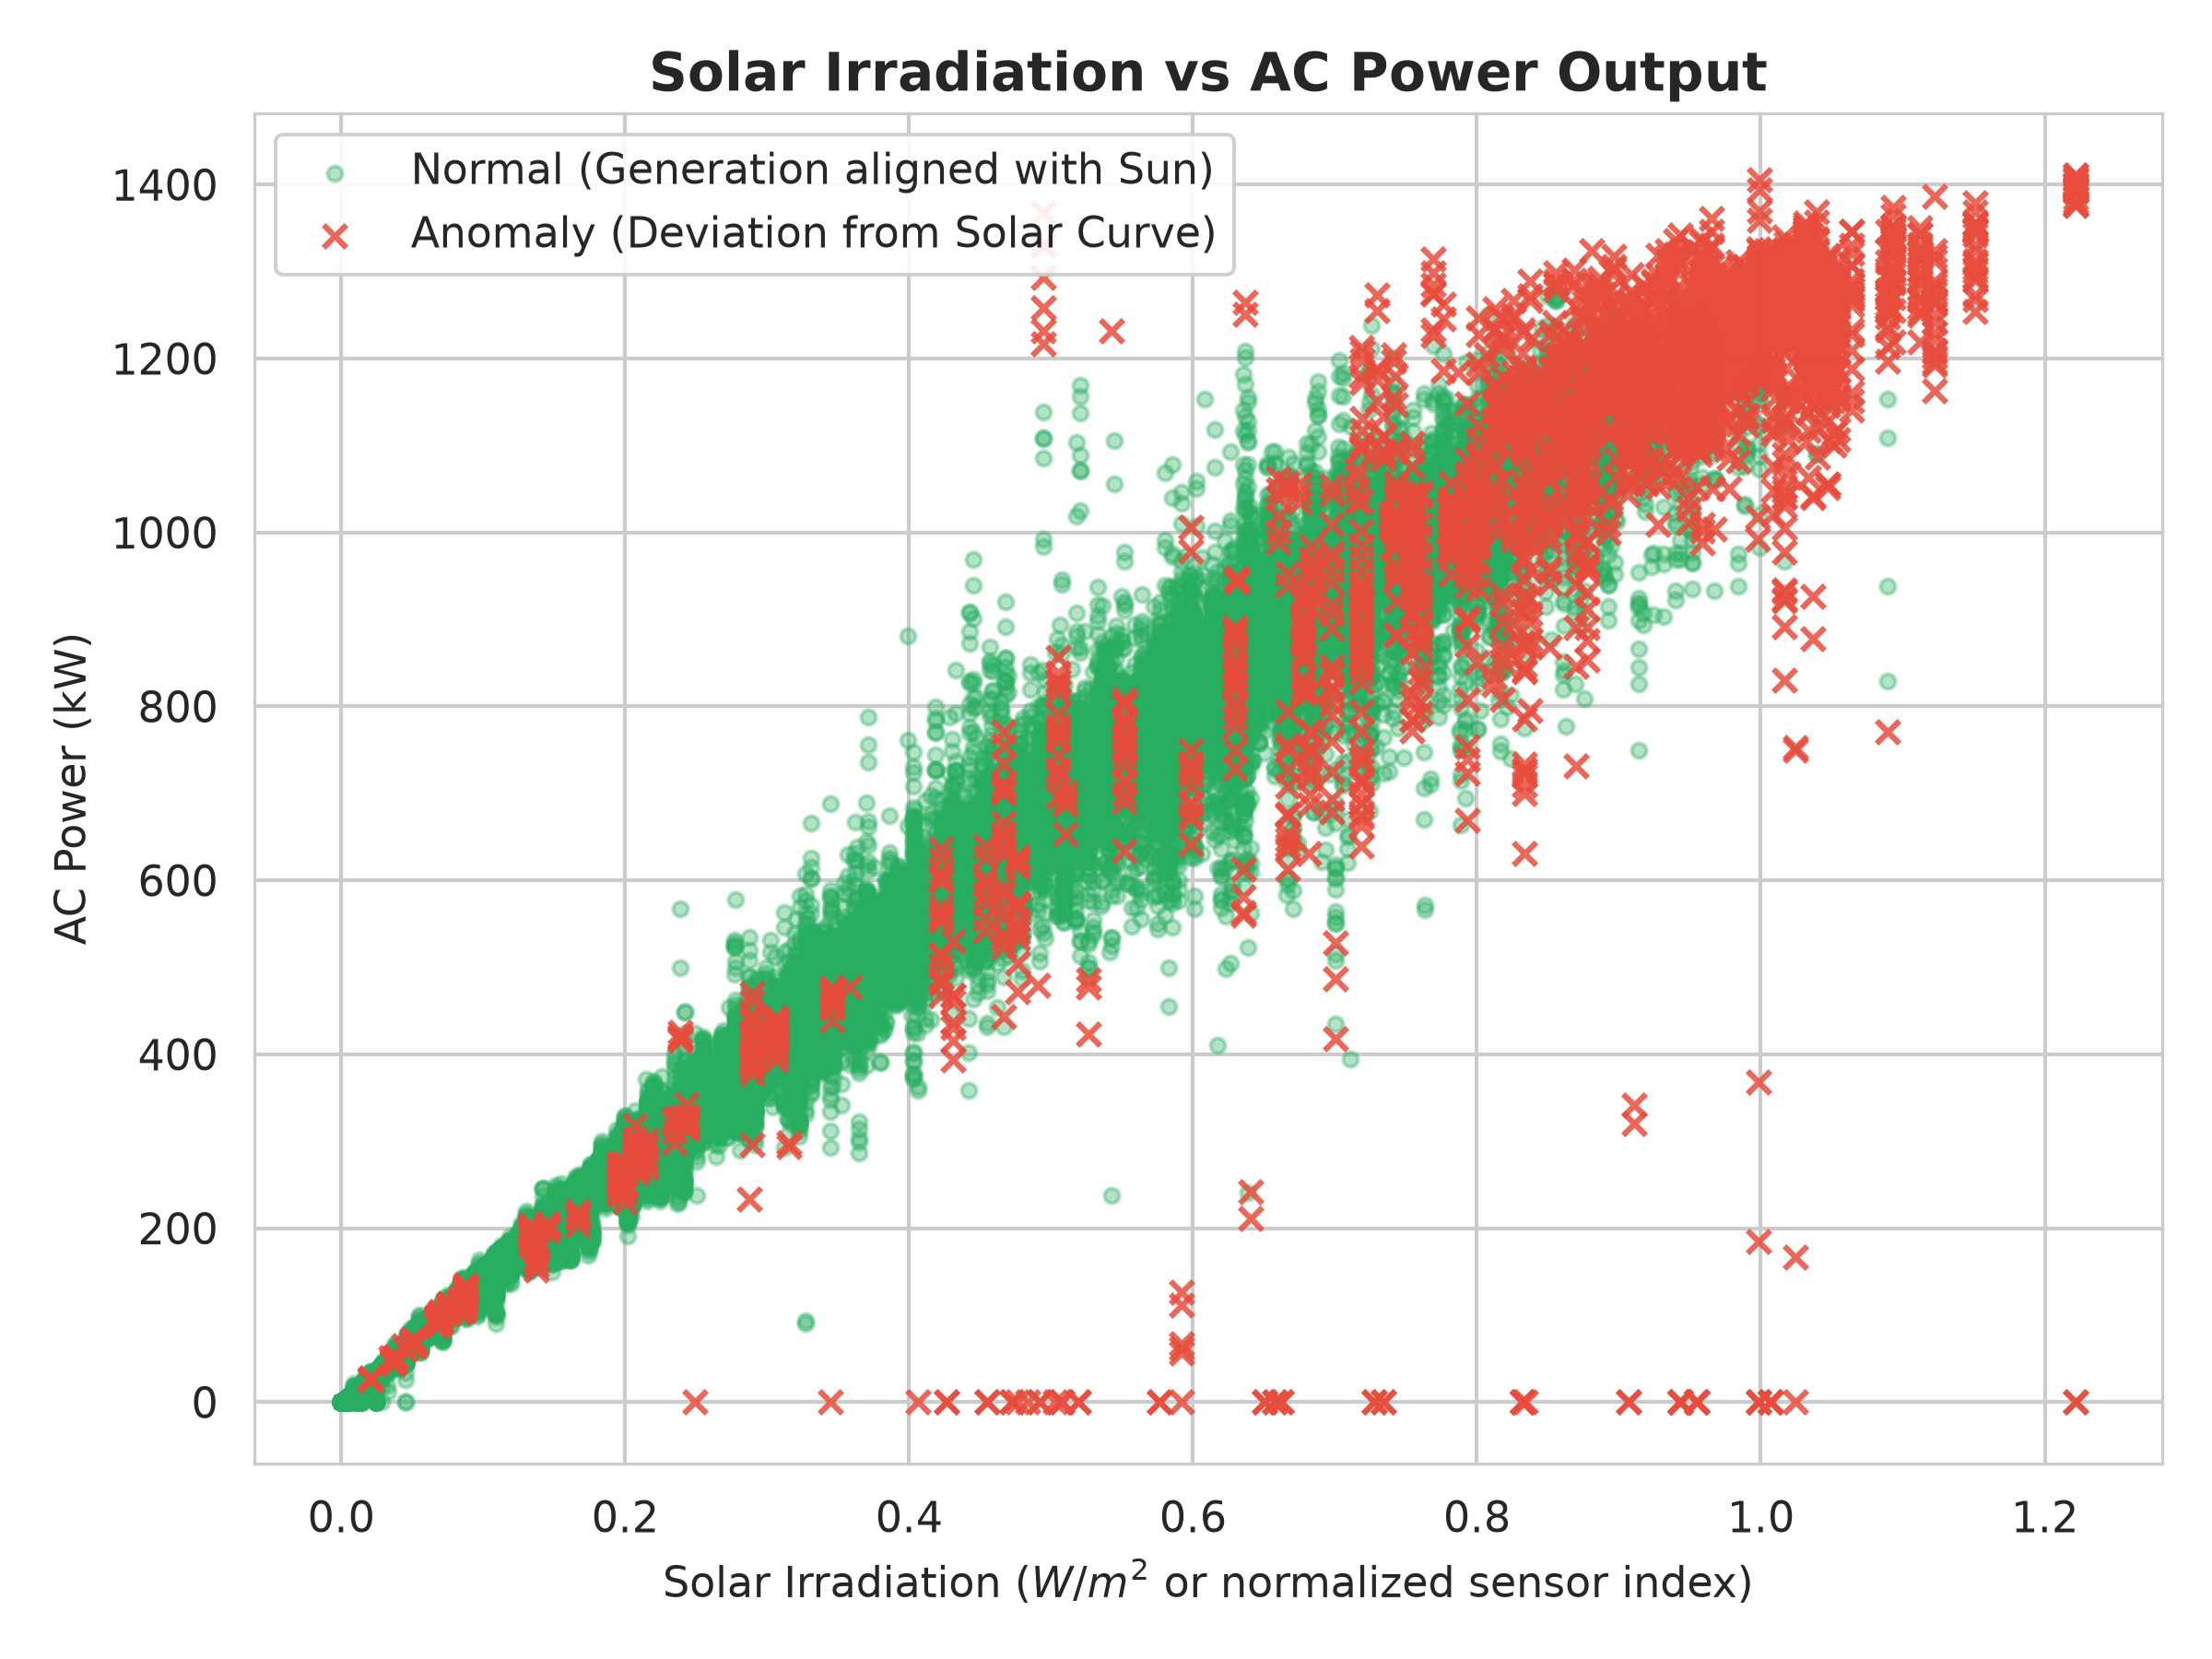 Solar Irradiation vs AC Power Output
Normal (Generation aligned with Sun)
Anomaly (Deviation from Solar Curve)
1400
1200
1000
800
600
400
200
0
AC Power (kW)
0.0 0.2 0.4 0.6 0.8 1.0 1.2
Solar Irradiation (W/m² or normalized sensor index)